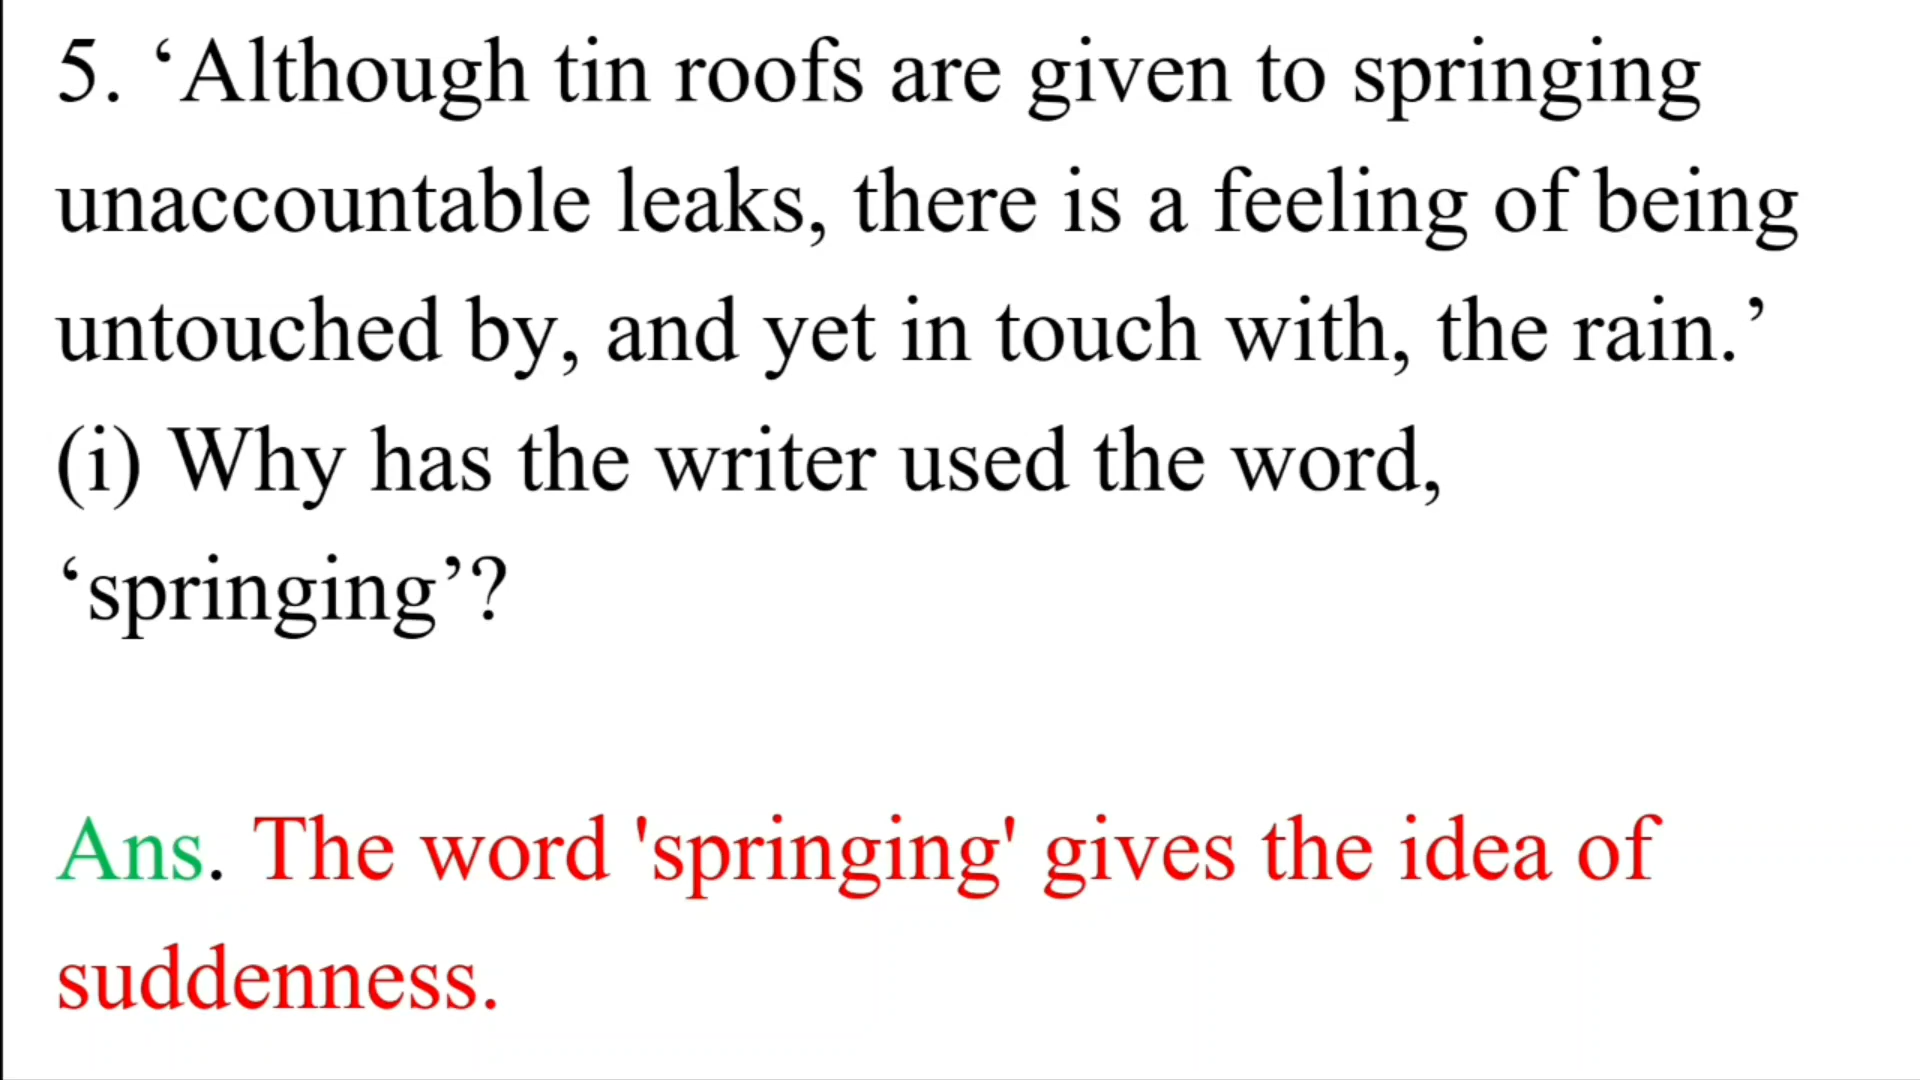 5. ‘Although tin roofs are given to springing
unaccountable leaks, there is a feeling of being
untouched by, and yet in touch with, the rain.’
(i) Why has the writer used the word,
‘springing’?
Ans. The word 'springing' gives the idea of
suddenness.